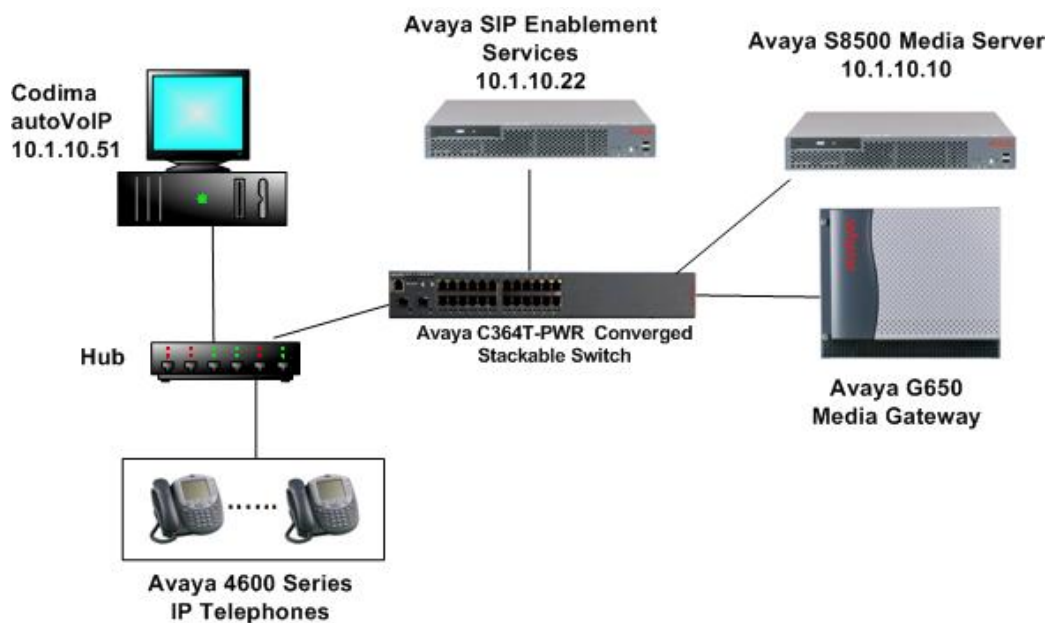 Avaya SIP Enablement
Services
10.1.10.22
Avaya S8500 Media Server
10.1.10.10
Codima
autoVoIP
10.1.10.51
Avaya C364T-PWR Converged
Stackable Switch
Hub
Avaya G650
Media Gateway
Avaya 4600 Series
IP Telephones